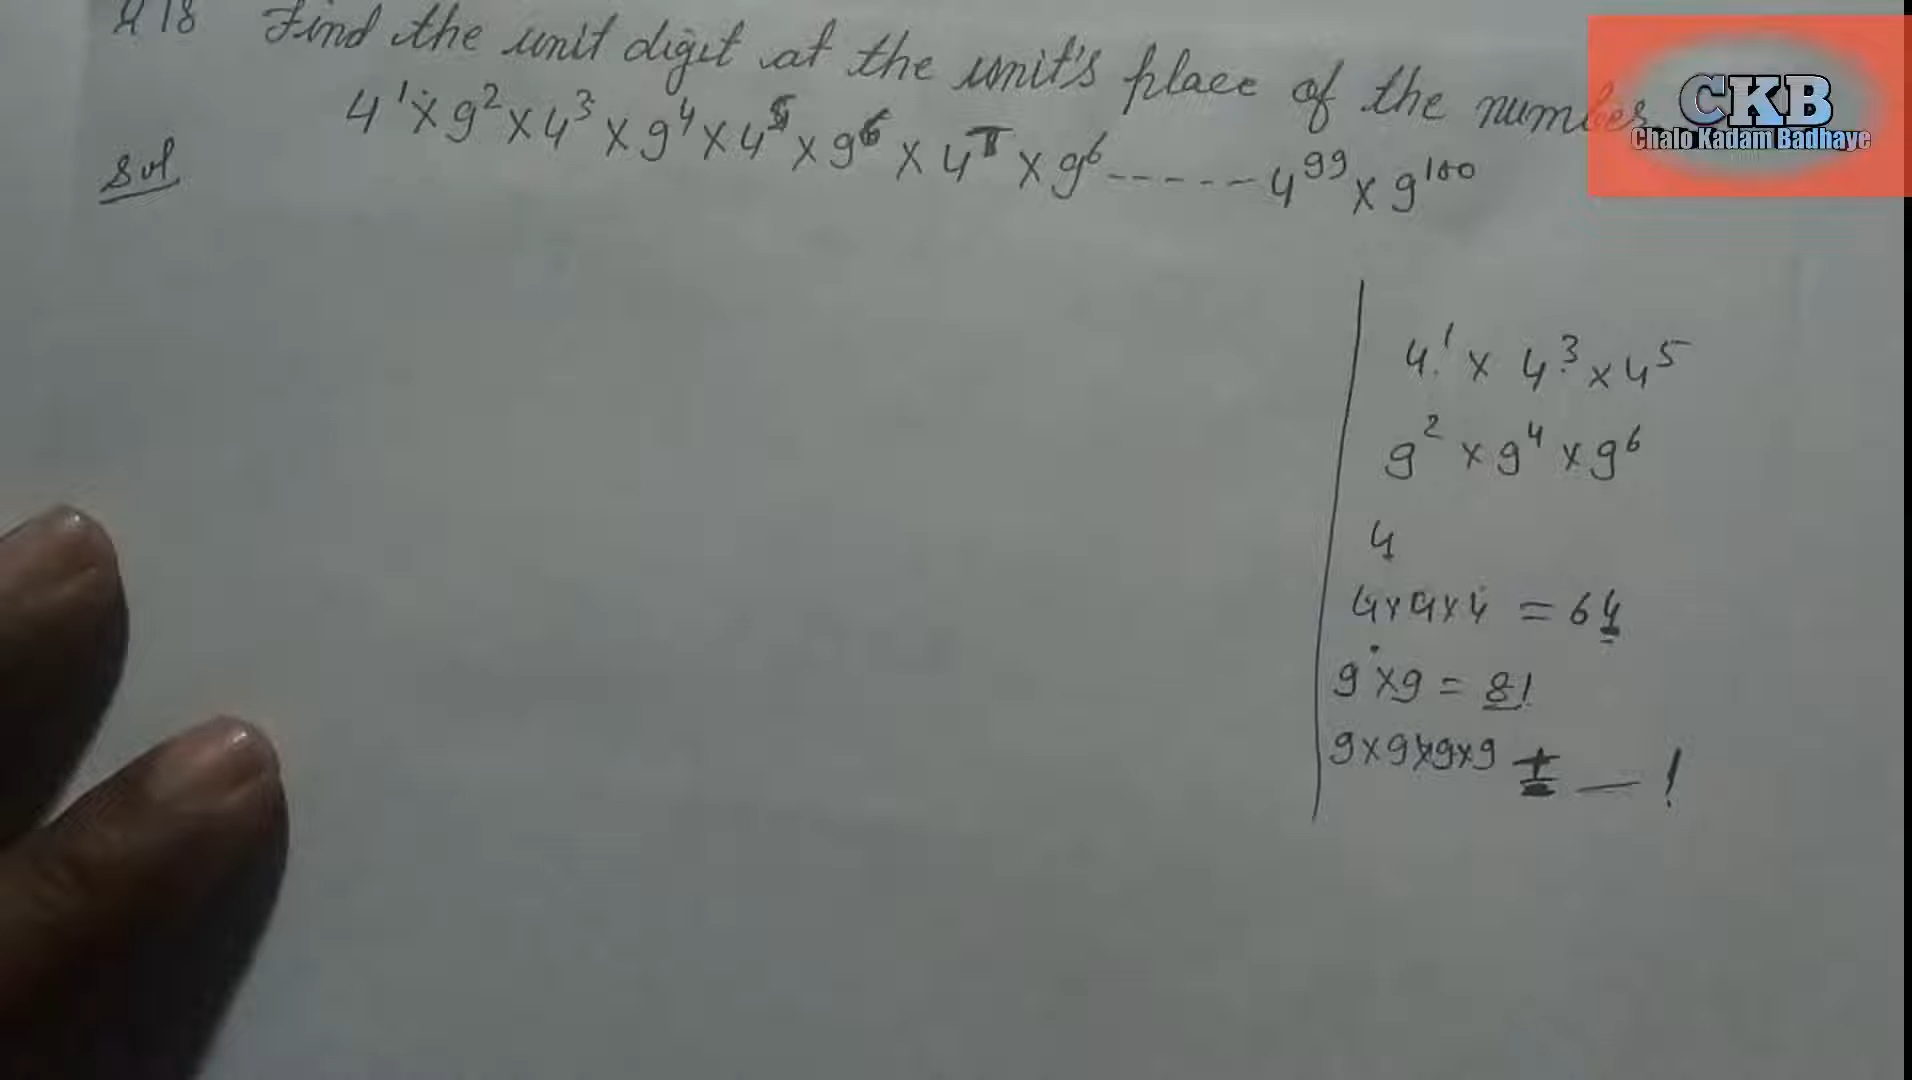 Q 18 Find the unit digit at the unit's place of the number
4¹ × 9² × 4³ × 9⁴ × 4⁵ × 9⁶ × 4⁷ × 9⁶ ------ 4⁹⁹ × 9¹⁰⁰
Sol
4¹ × 4³ × 4⁵
9² × 9⁴ × 9⁶
4
4×4×4 = 64
9×9 = 81
9×9×9×9 = — 1
CKB
Chalo Kadam Badhaye